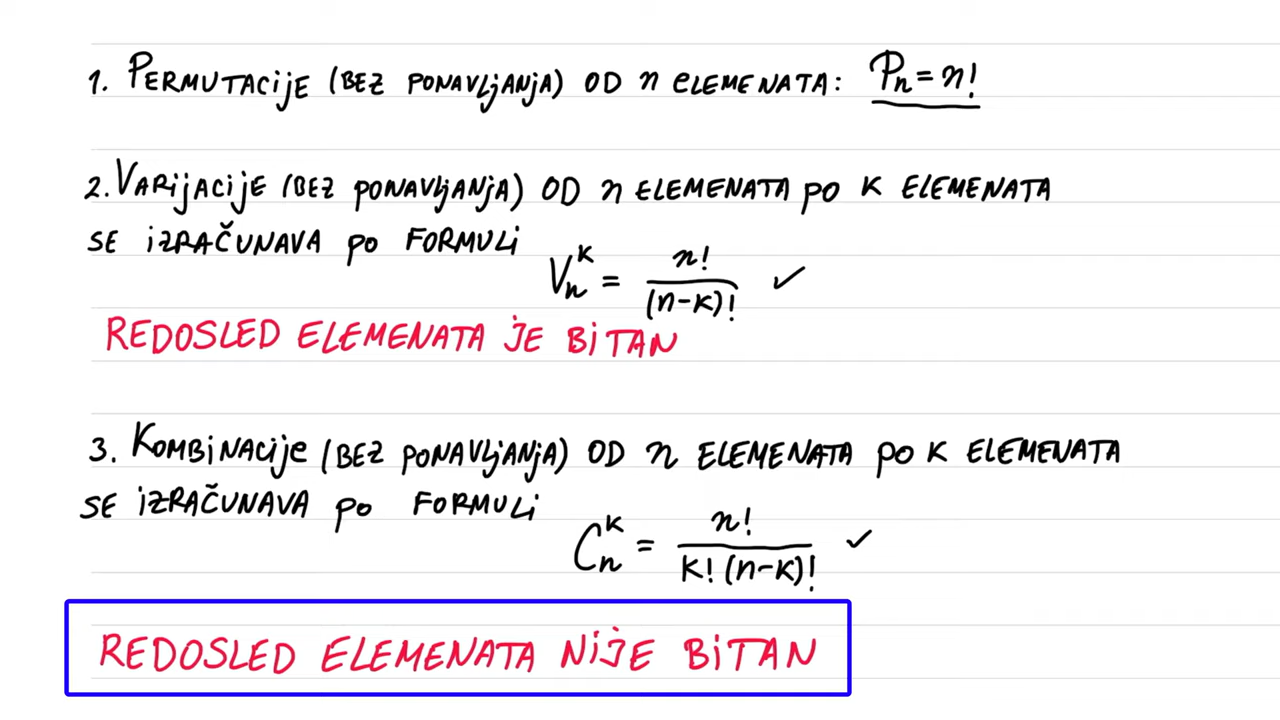 1. PERMUTACIJE (BEZ PONAVLJANJA) OD n ELEMENATA: Pₙ = n!
2. VARIJACIJE (BEZ PONAVLJANJA) OD n ELEMENATA PO K ELEMENATA
SE IZRAČUNAVA PO FORMULI
Vₙᵏ = n! / (n-K)! ✓
REDOSLED ELEMENATA JE BITAN
3. KOMBINACIJE (BEZ PONAVLJANJA) OD n ELEMENATA PO K ELEMENATA
SE IZRAČUNAVA PO FORMULI
Cₙᵏ = n! / K! (n-K)! ✓
REDOSLED ELEMENATA NIJE BITAN